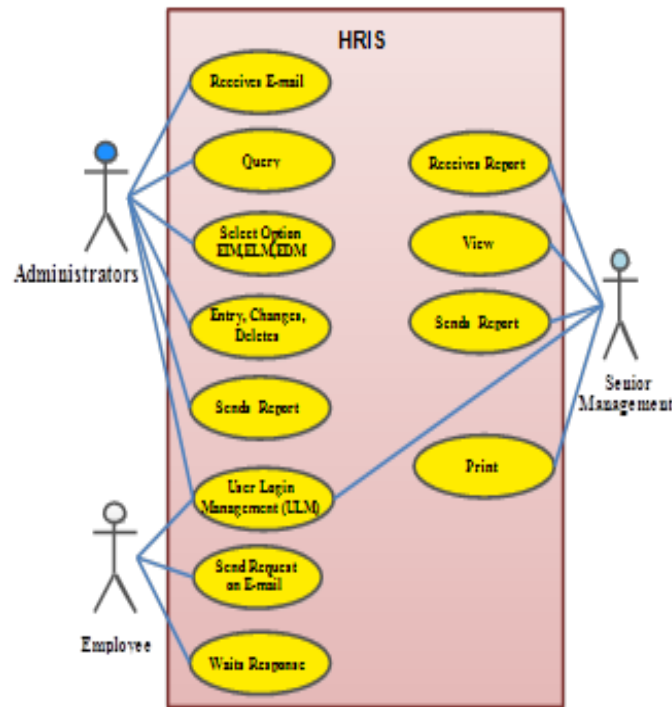 HRIS
Receives E-mail
Query
Select Option
EIM,ELM,EDM
Entry, Changes,
Deletes
Sends Report
User Login
Management (ULM)
Send Request
on E-mail
Waits Response
Receives Report
View
Sends Report
Print
Administrators
Employee
Senior
Management